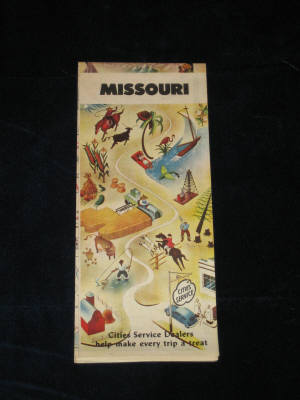 MISSOURI
CITIES
SERVICE
Cities Service Dealers
help make every trip a treat